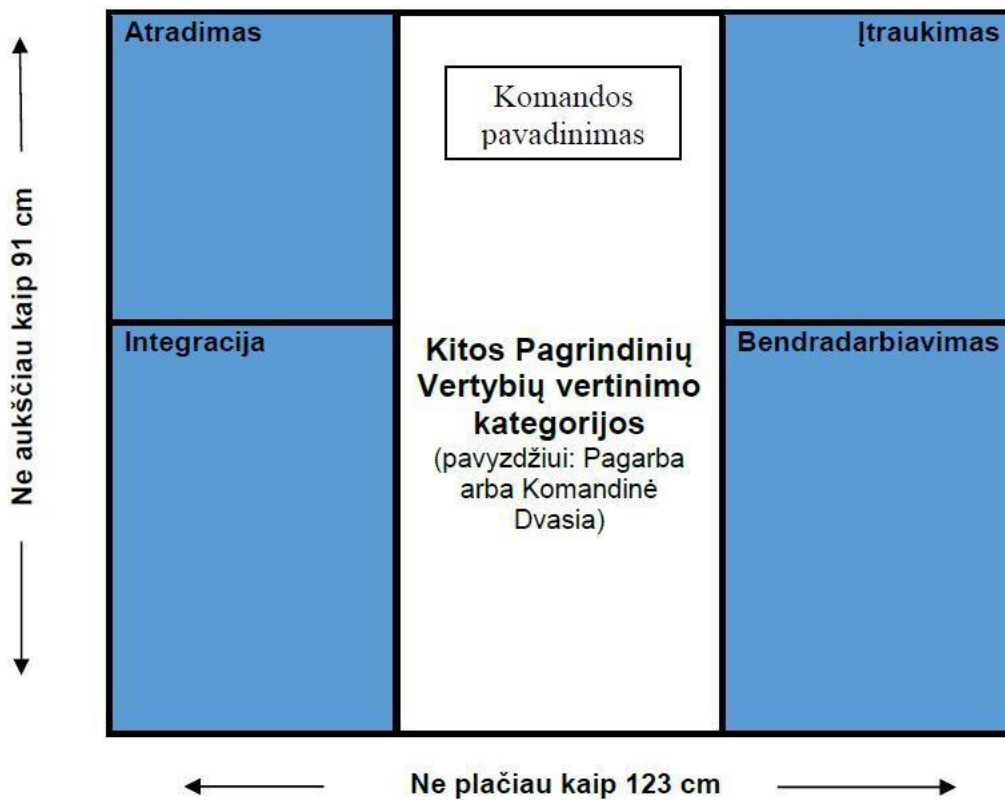 Atradimas
Įtraukimas
Komandos
pavadinimas
Ne aukščiau kaip 91 cm
Integracija
Bendradarbiavimas
Kitos Pagrindinių
Vertybių vertinimo
kategorijos
(pavyzdžiui: Pagarba
arba Komandinė
Dvasia)
Ne plačiau kaip 123 cm